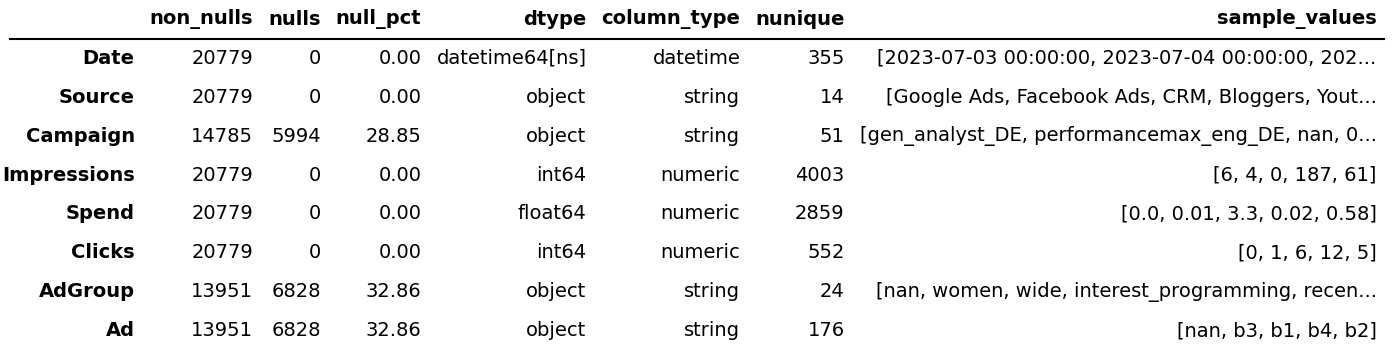 non_nulls nulls null_pct dtype column_type nunique sample_values
Date 20779 0 0.00 datetime64[ns] datetime 355 [2023-07-03 00:00:00, 2023-07-04 00:00:00, 202...
Source 20779 0 0.00 object string 14 [Google Ads, Facebook Ads, CRM, Bloggers, Yout...
Campaign 14785 5994 28.85 object string 51 [gen_analyst_DE, performancemax_eng_DE, nan, 0...
Impressions 20779 0 0.00 int64 numeric 4003 [6, 4, 0, 187, 61]
Spend 20779 0 0.00 float64 numeric 2859 [0.0, 0.01, 3.3, 0.02, 0.58]
Clicks 20779 0 0.00 int64 numeric 552 [0, 1, 6, 12, 5]
AdGroup 13951 6828 32.86 object string 24 [nan, women, wide, interest_programming, recen...
Ad 13951 6828 32.86 object string 176 [nan, b3, b1, b4, b2]